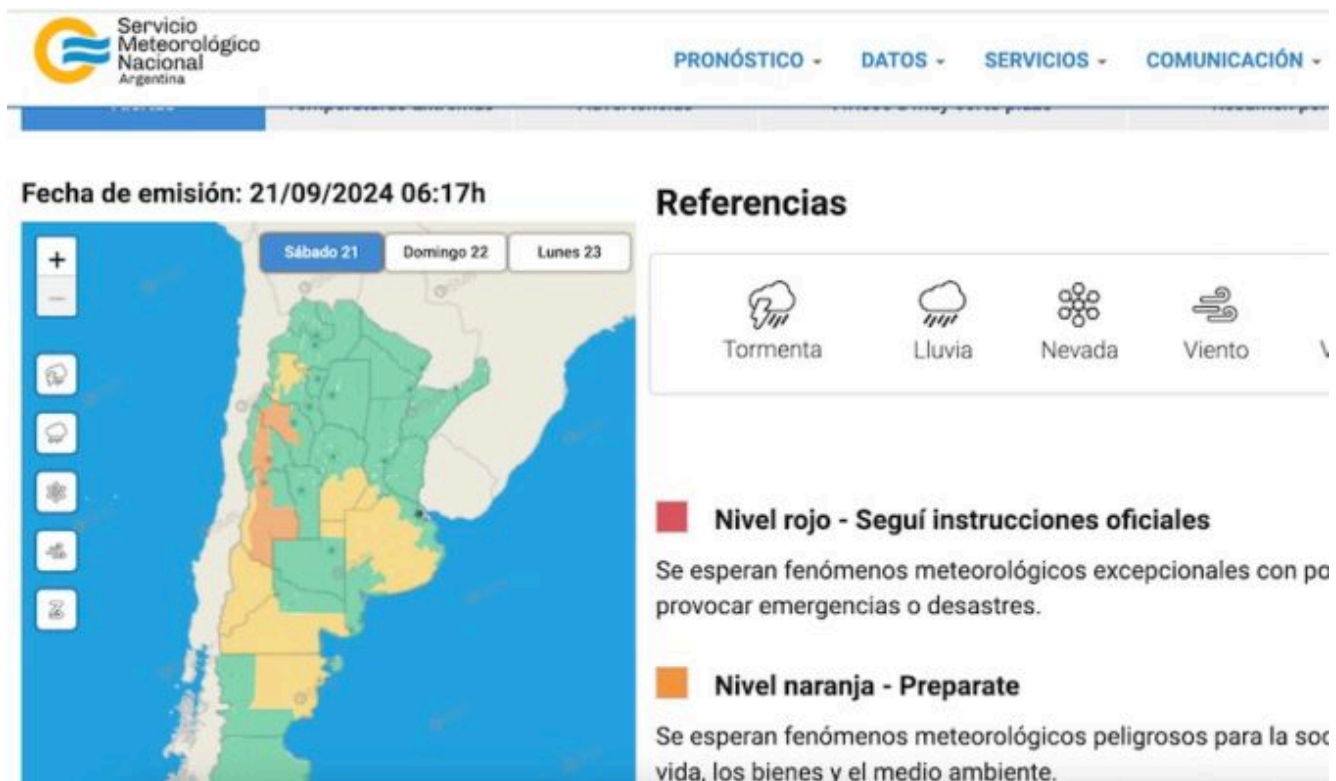 Servicio
Meteorológico
Nacional
Argentina
PRONÓSTICO
DATOS
SERVICIOS
COMUNICACIÓN
Fecha de emisión: 21/09/2024 06:17h
Sábado 21
Domingo 22
Lunes 23
+
−
Referencias
Tormenta
Lluvia
Nevada
Viento
V
Nivel rojo - Seguí instrucciones oficiales
Se esperan fenómenos meteorológicos excepcionales con po
provocar emergencias o desastres.
Nivel naranja - Preparate
Se esperan fenómenos meteorológicos peligrosos para la soc
vida, los bienes y el medio ambiente.